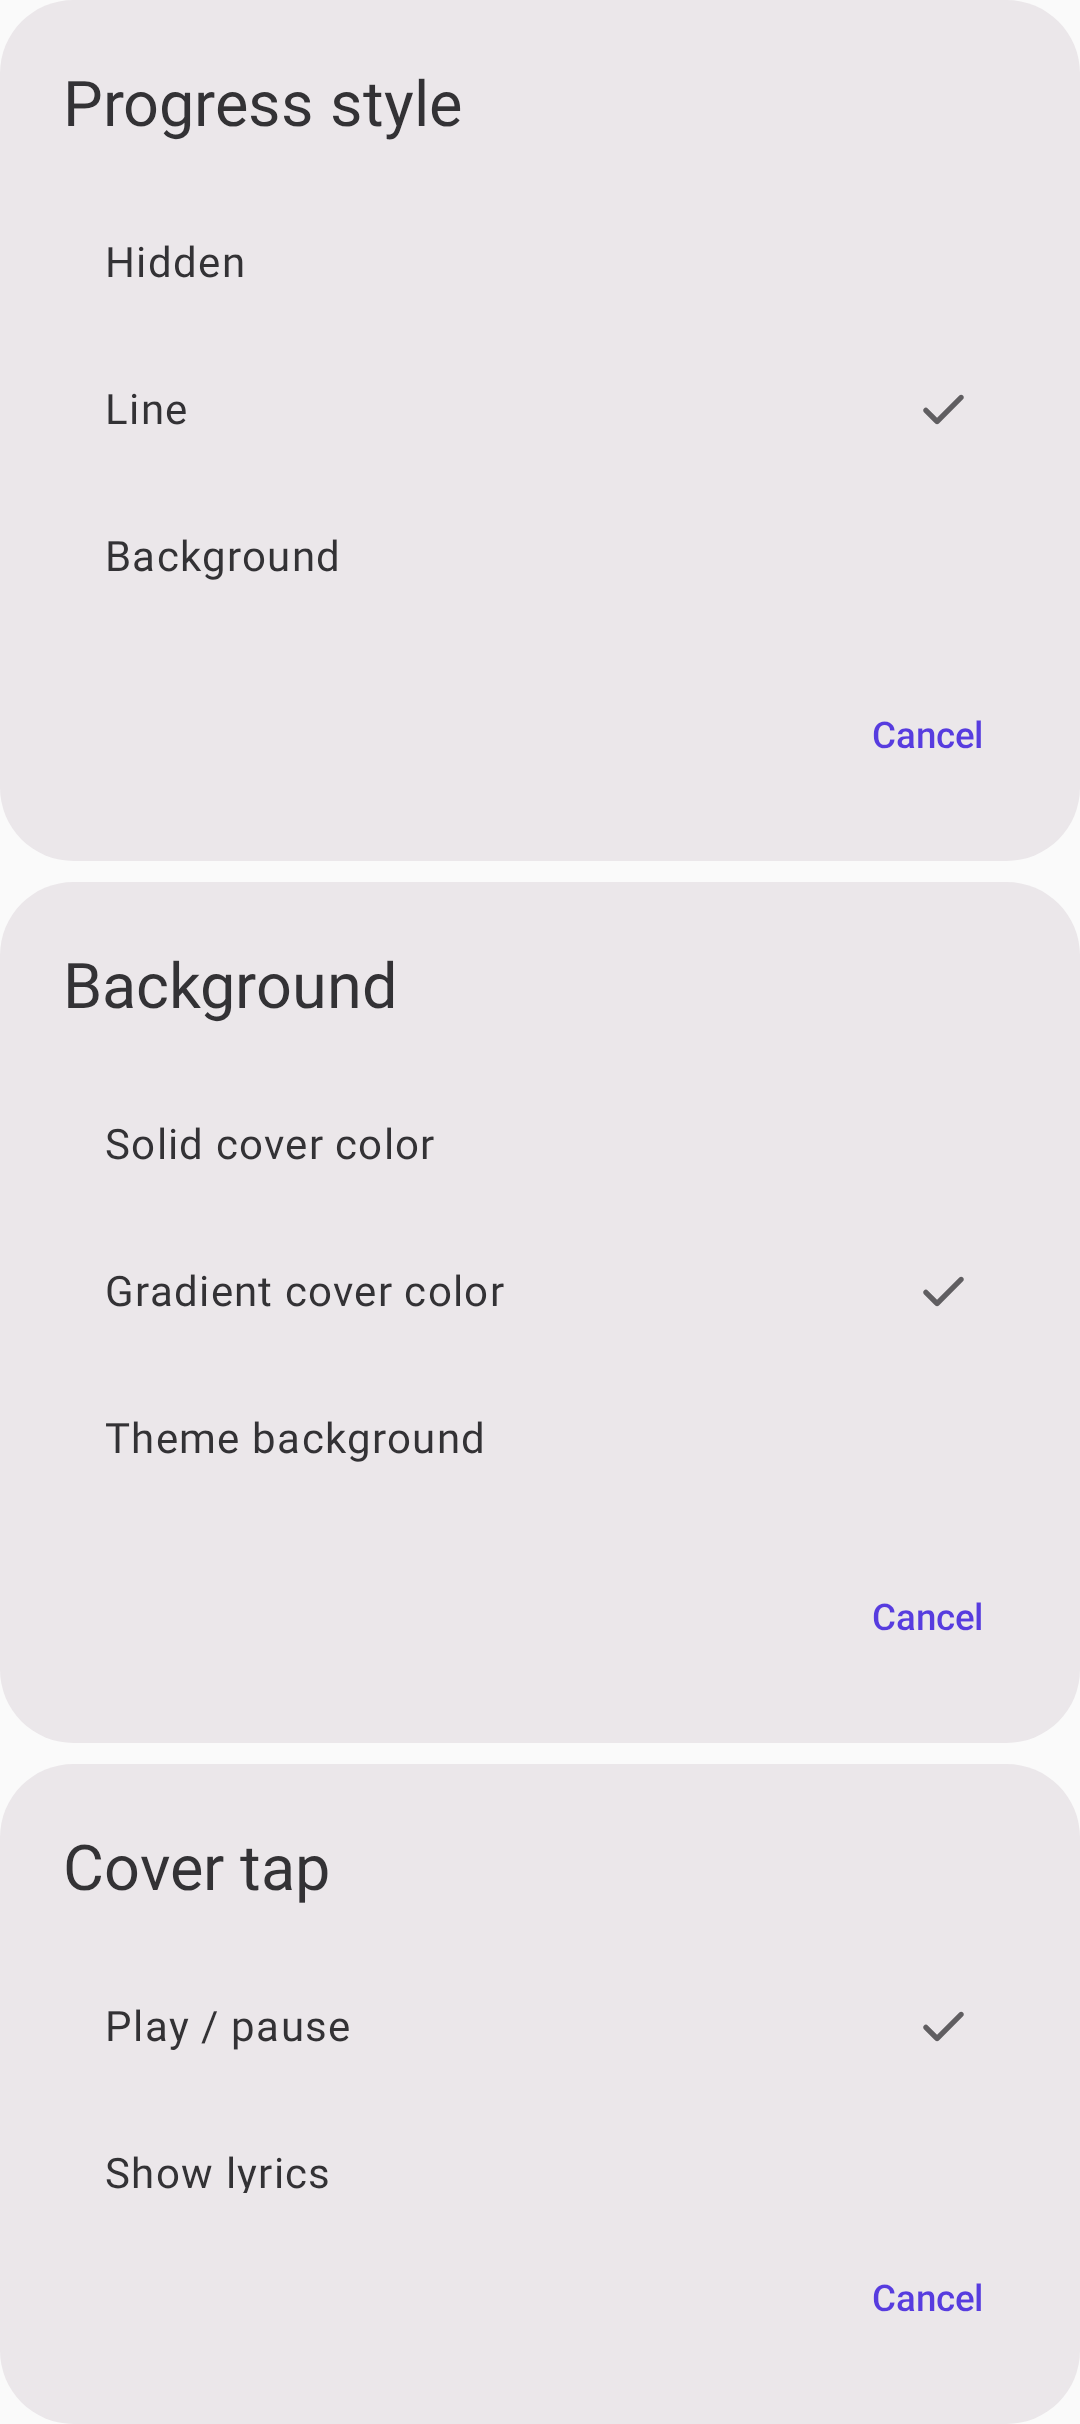 Progress style
Hidden
Line
Background
Cancel
Background
Solid cover color
Gradient cover color
Theme background
Cancel
Cover tap
Play / pause
Show lyrics
Cancel